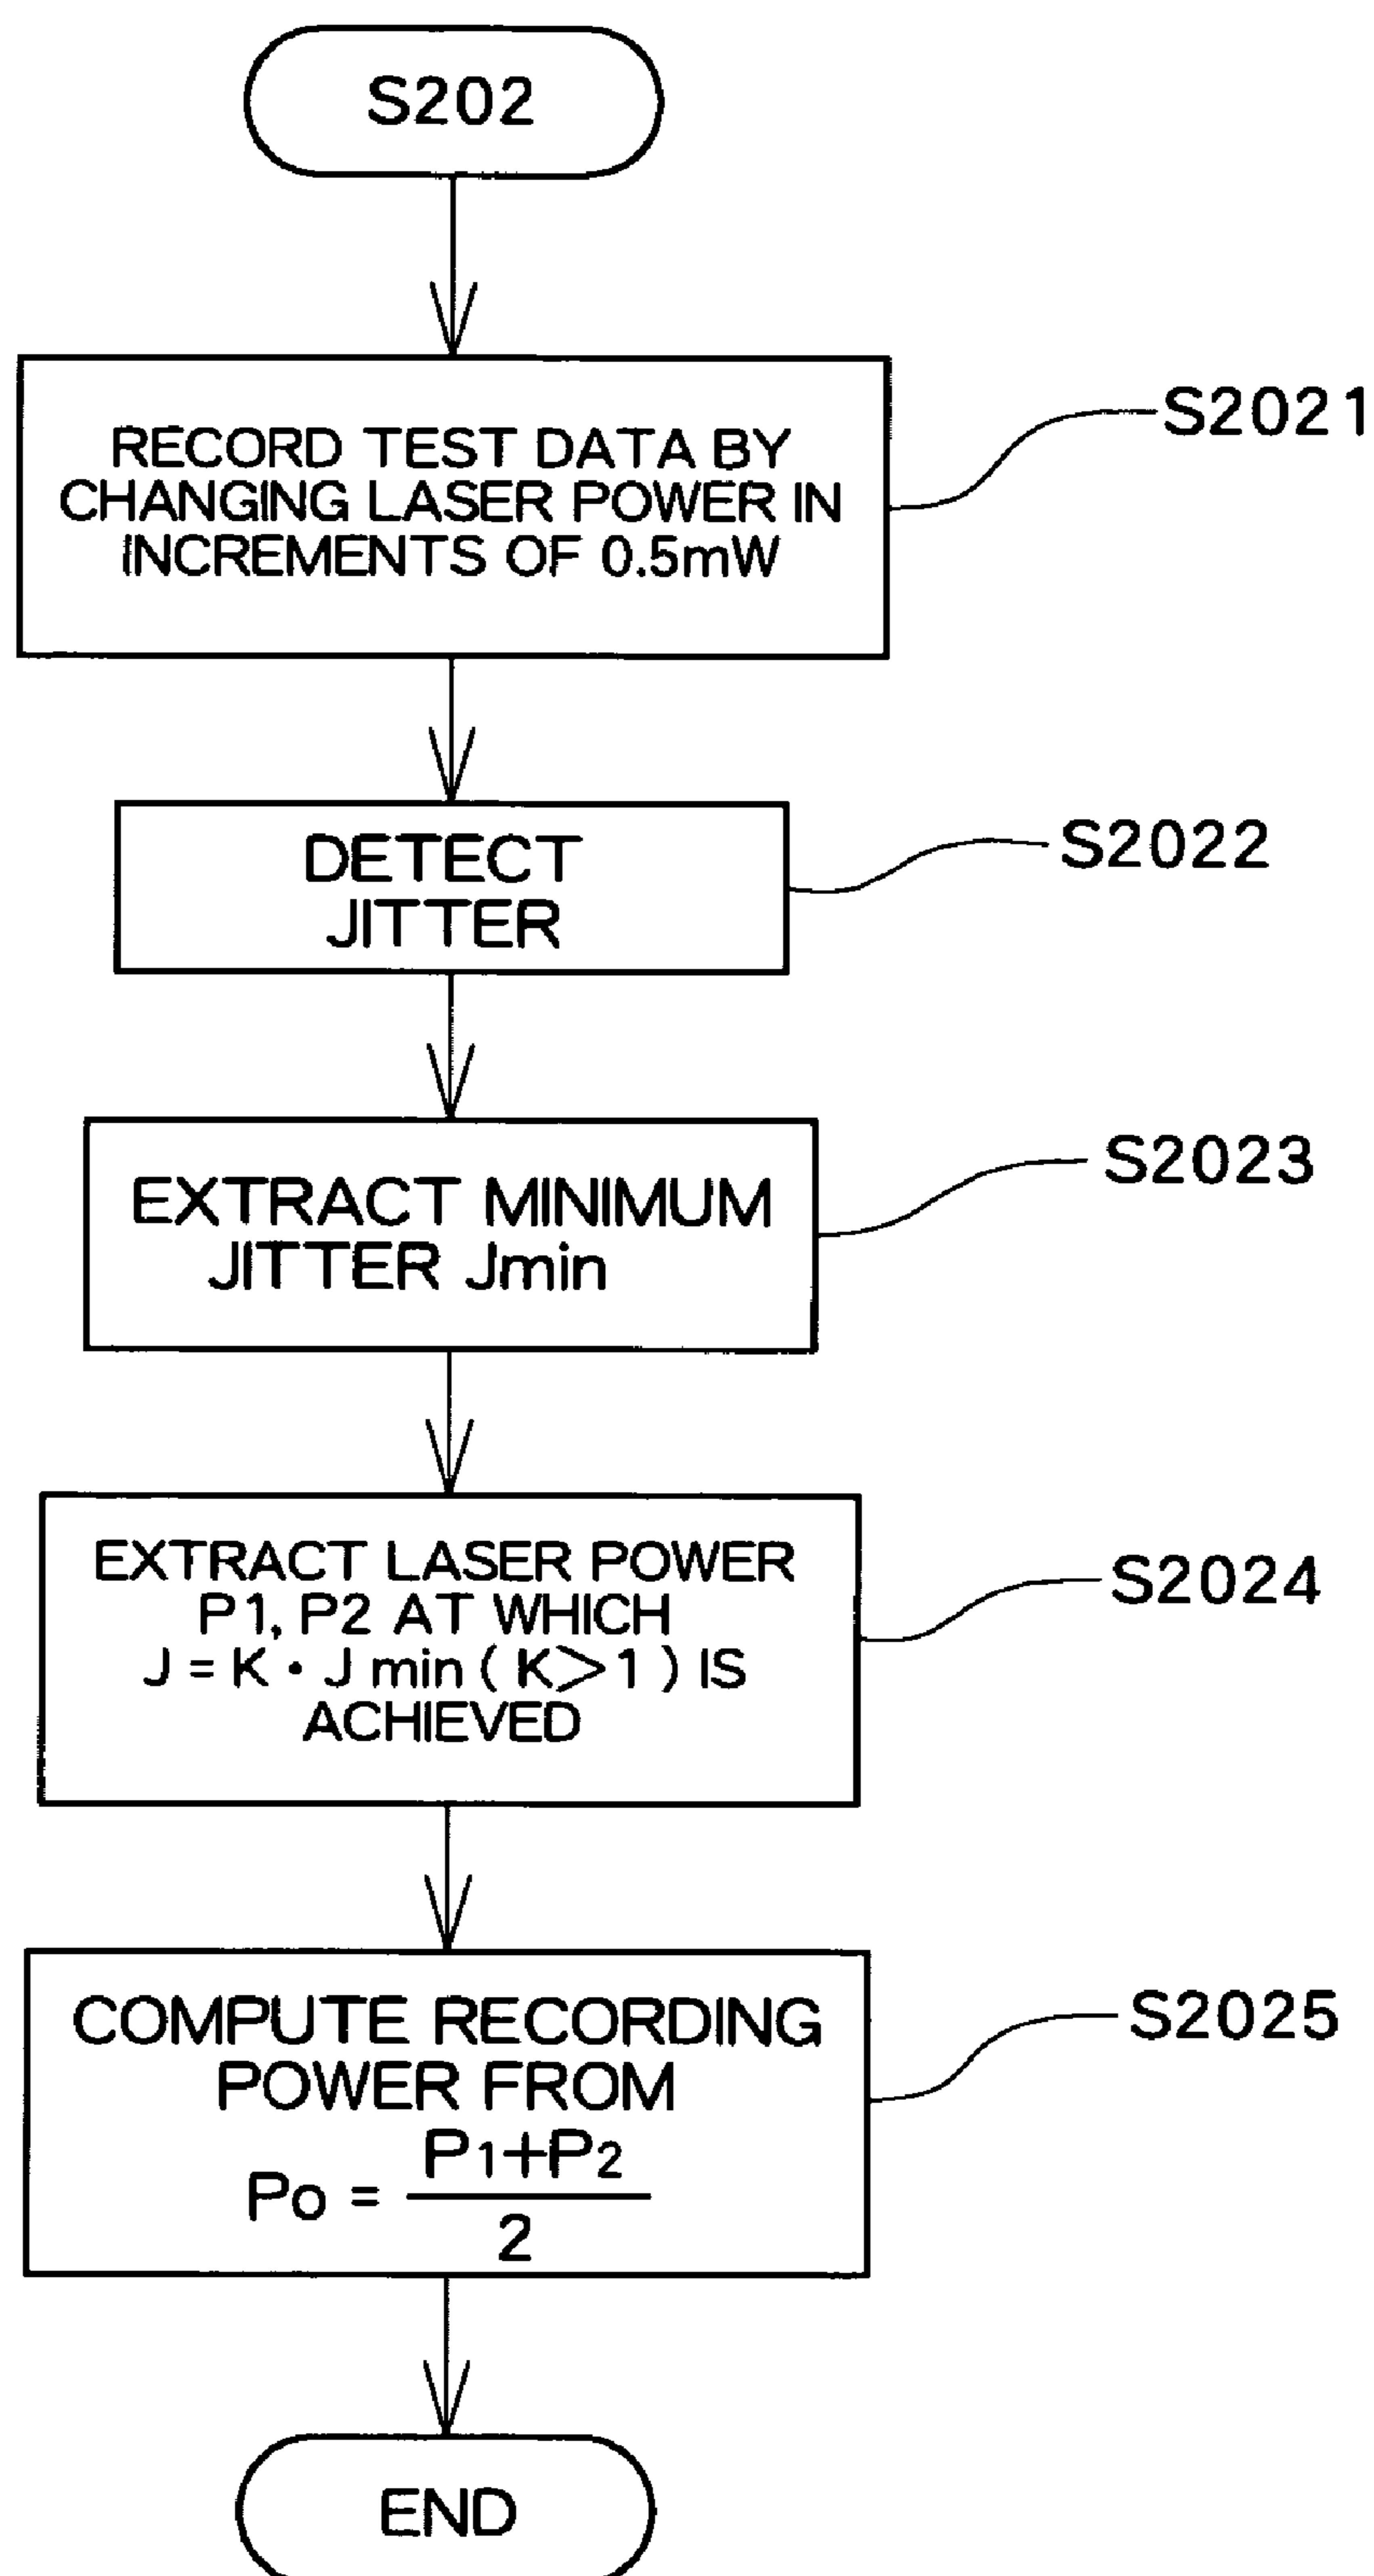 S202
RECORD TEST DATA BY
CHANGING LASER POWER IN
INCREMENTS OF 0.5mW
S2021
DETECT
JITTER
S2022
EXTRACT MINIMUM
JITTER Jmin
S2023
EXTRACT LASER POWER
P1, P2 AT WHICH
J = K · J min ( K>1 ) IS
ACHIEVED
S2024
COMPUTE RECORDING
POWER FROM
Po = P1+P2
2
S2025
END